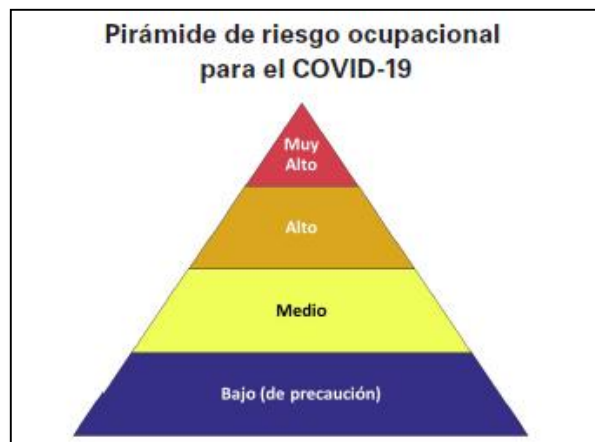 Pirámide de riesgo ocupacional
para el COVID-19
Muy
Alto
Alto
Medio
Bajo (de precaución)